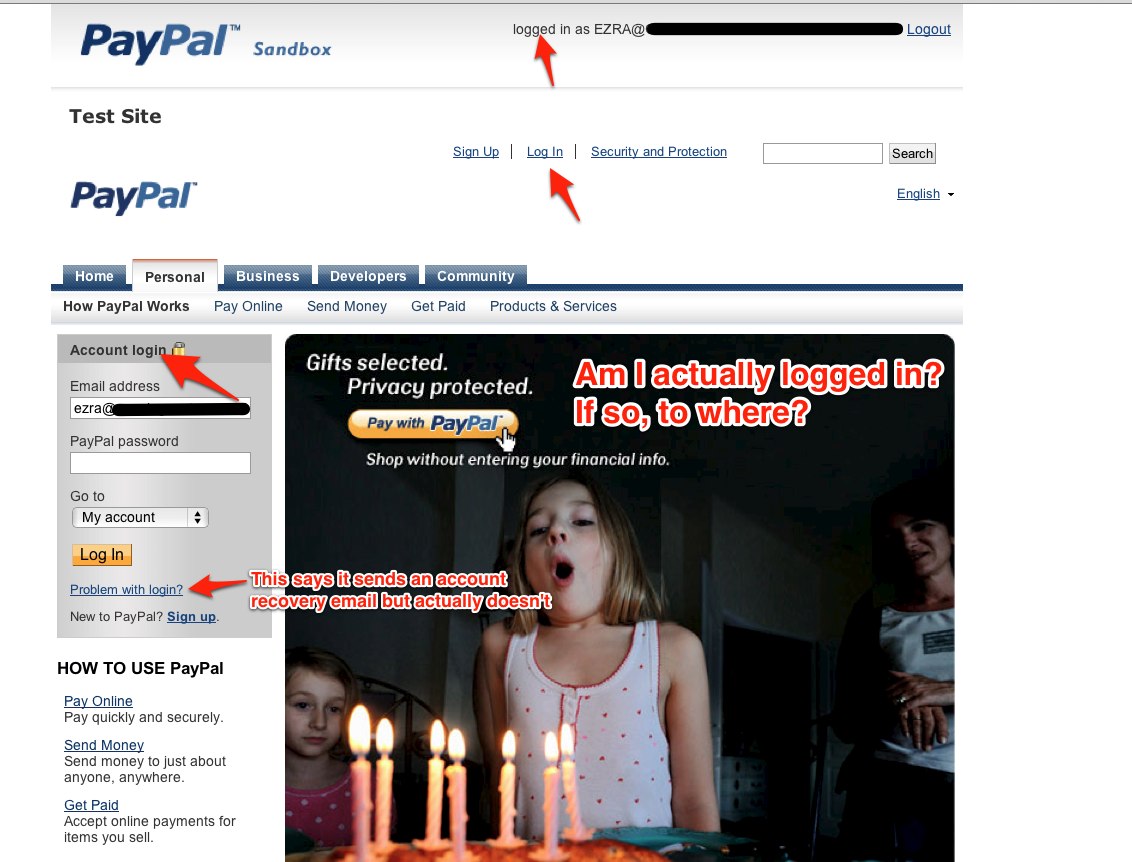 PayPal™ Sandbox
logged in as EZRA@
Logout
Test Site
Sign Up | Log In | Security and Protection
Search
PayPal™
English
Home
Personal
Business
Developers
Community
How PayPal Works
Pay Online
Send Money
Get Paid
Products & Services
Account login
Email address
ezra@
PayPal password
Go to
My account
Log In
Problem with login?
New to PayPal? Sign up.
Gifts selected.
Privacy protected.
Pay with PayPal™
Shop without entering your financial info.
Am I actually logged in?
If so, to where?
This says it sends an account
recovery email but actually doesn't
HOW TO USE PayPal
Pay Online
Pay quickly and securely.
Send Money
Send money to just about
anyone, anywhere.
Get Paid
Accept online payments for
items you sell.